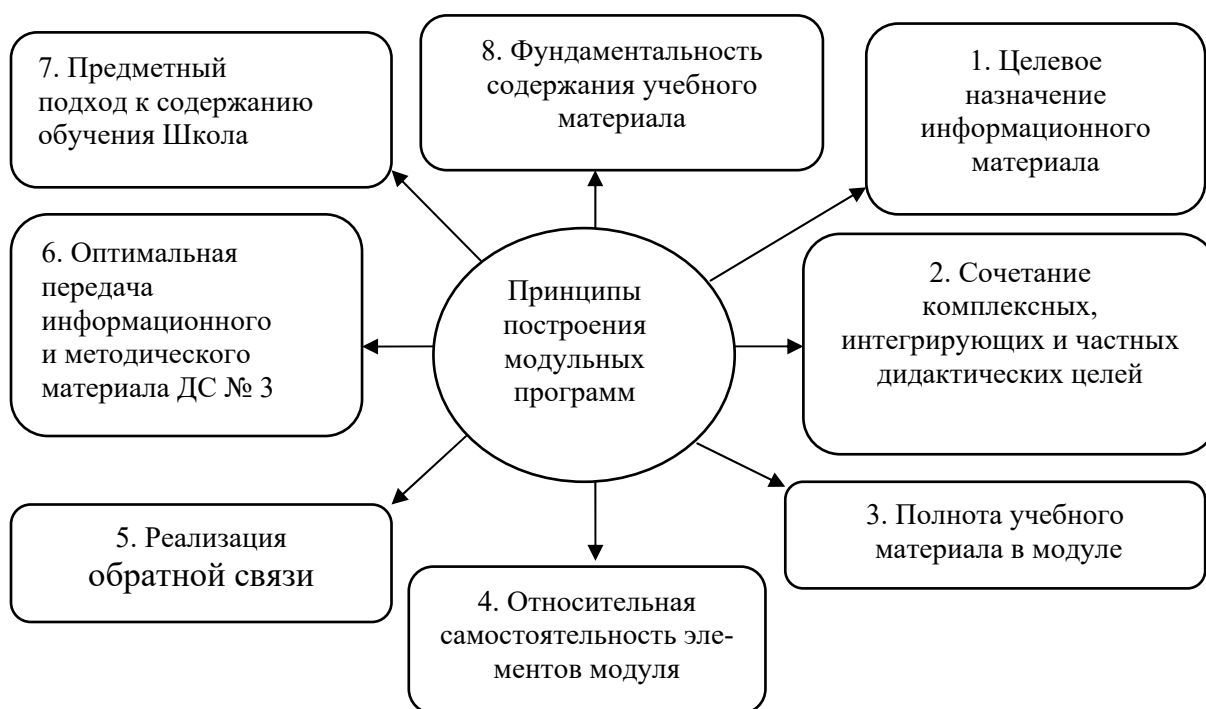 7. Предметный
подход к содержанию
обучения Школа
8. Фундаментальность
содержания учебного
материала
1. Целевое
назначение
информационного
материала
6. Оптимальная
передача
информационного
и методического
материала ДС № 3
Принципы
построения
модульных
программ
2. Сочетание
комплексных,
интегрирующих и частных
дидактических целей
5. Реализация
обратной связи
4. Относительная
самостоятельность эле-
ментов модуля
3. Полнота учебного
материала в модуле